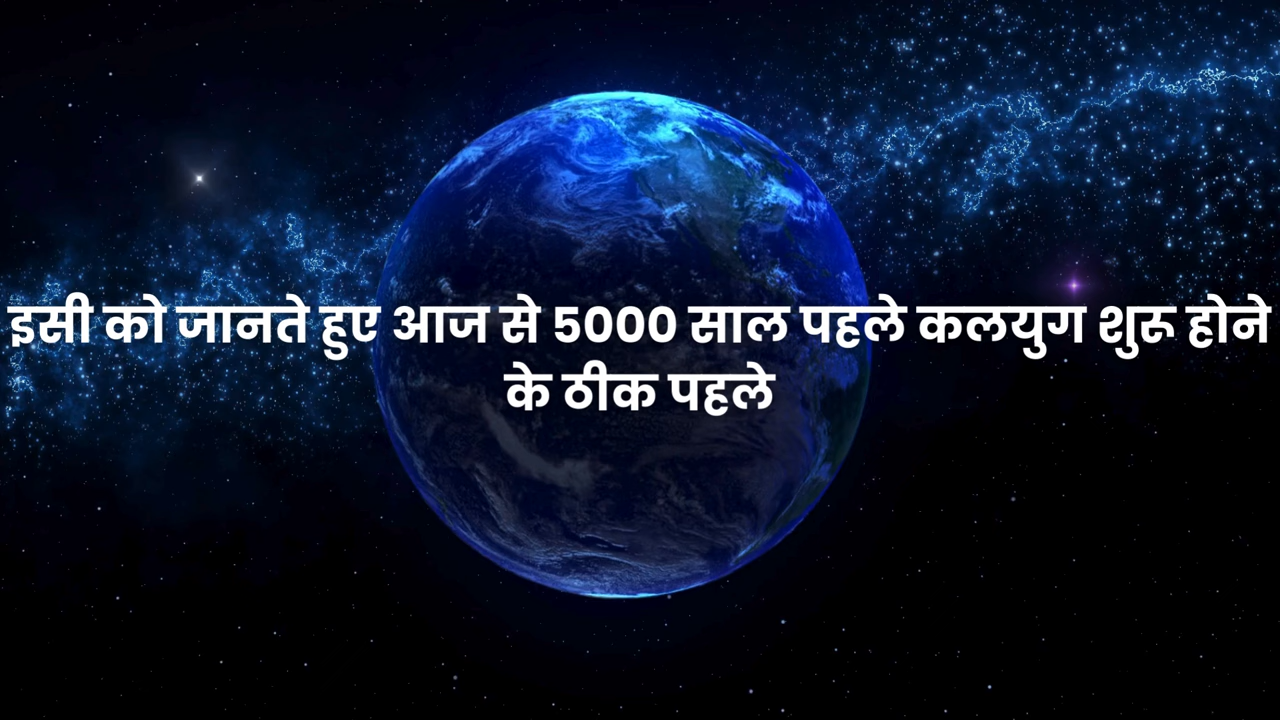 इसी को जानते हुए आज से 5000 साल पहले कलयुग शुरू होने
के ठीक पहले